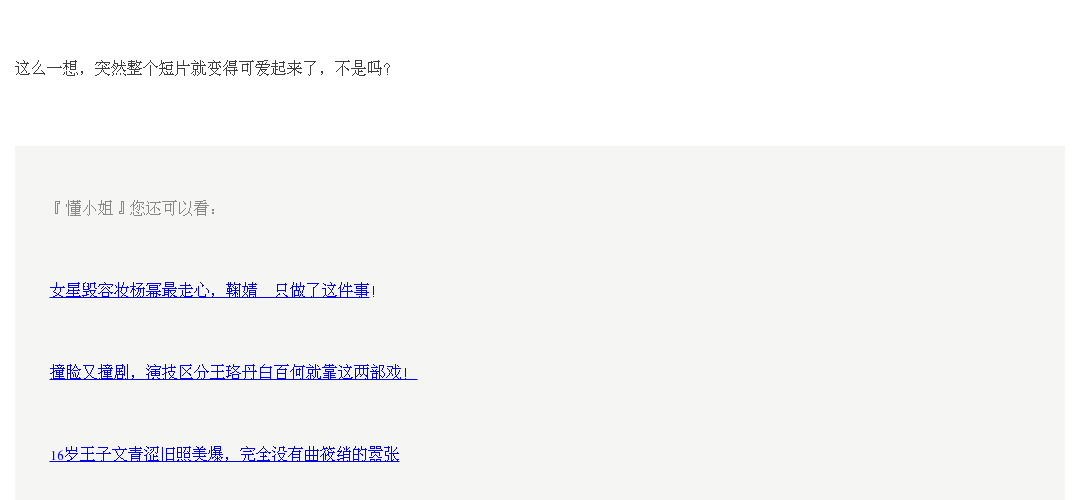 这么一想，突然整个短片就变得可爱起来了，不是吗？
『懂小姐』您还可以看：
女星毁容妆杨幂最走心，鞠婧　只做了这件事！
撞脸又撞剧，演技区分王珞丹白百何就靠这两部戏！
16岁王子文青涩旧照美爆，完全没有曲筱绡的嚣张